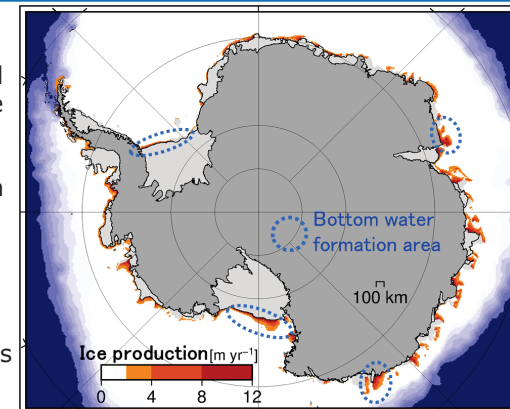 Bottom water
formation area
100 km
Ice production[m yr⁻¹]
0 4 8 12